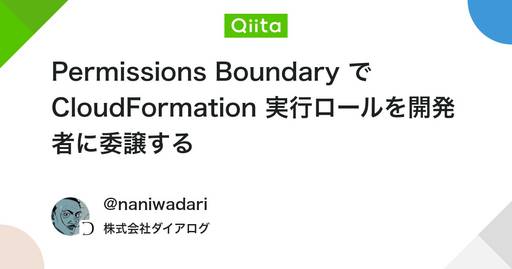 Qiita
Permissions Boundary で
CloudFormation 実行ロールを開発
者に委譲する
@naniwadari
株式会社ダイアログ